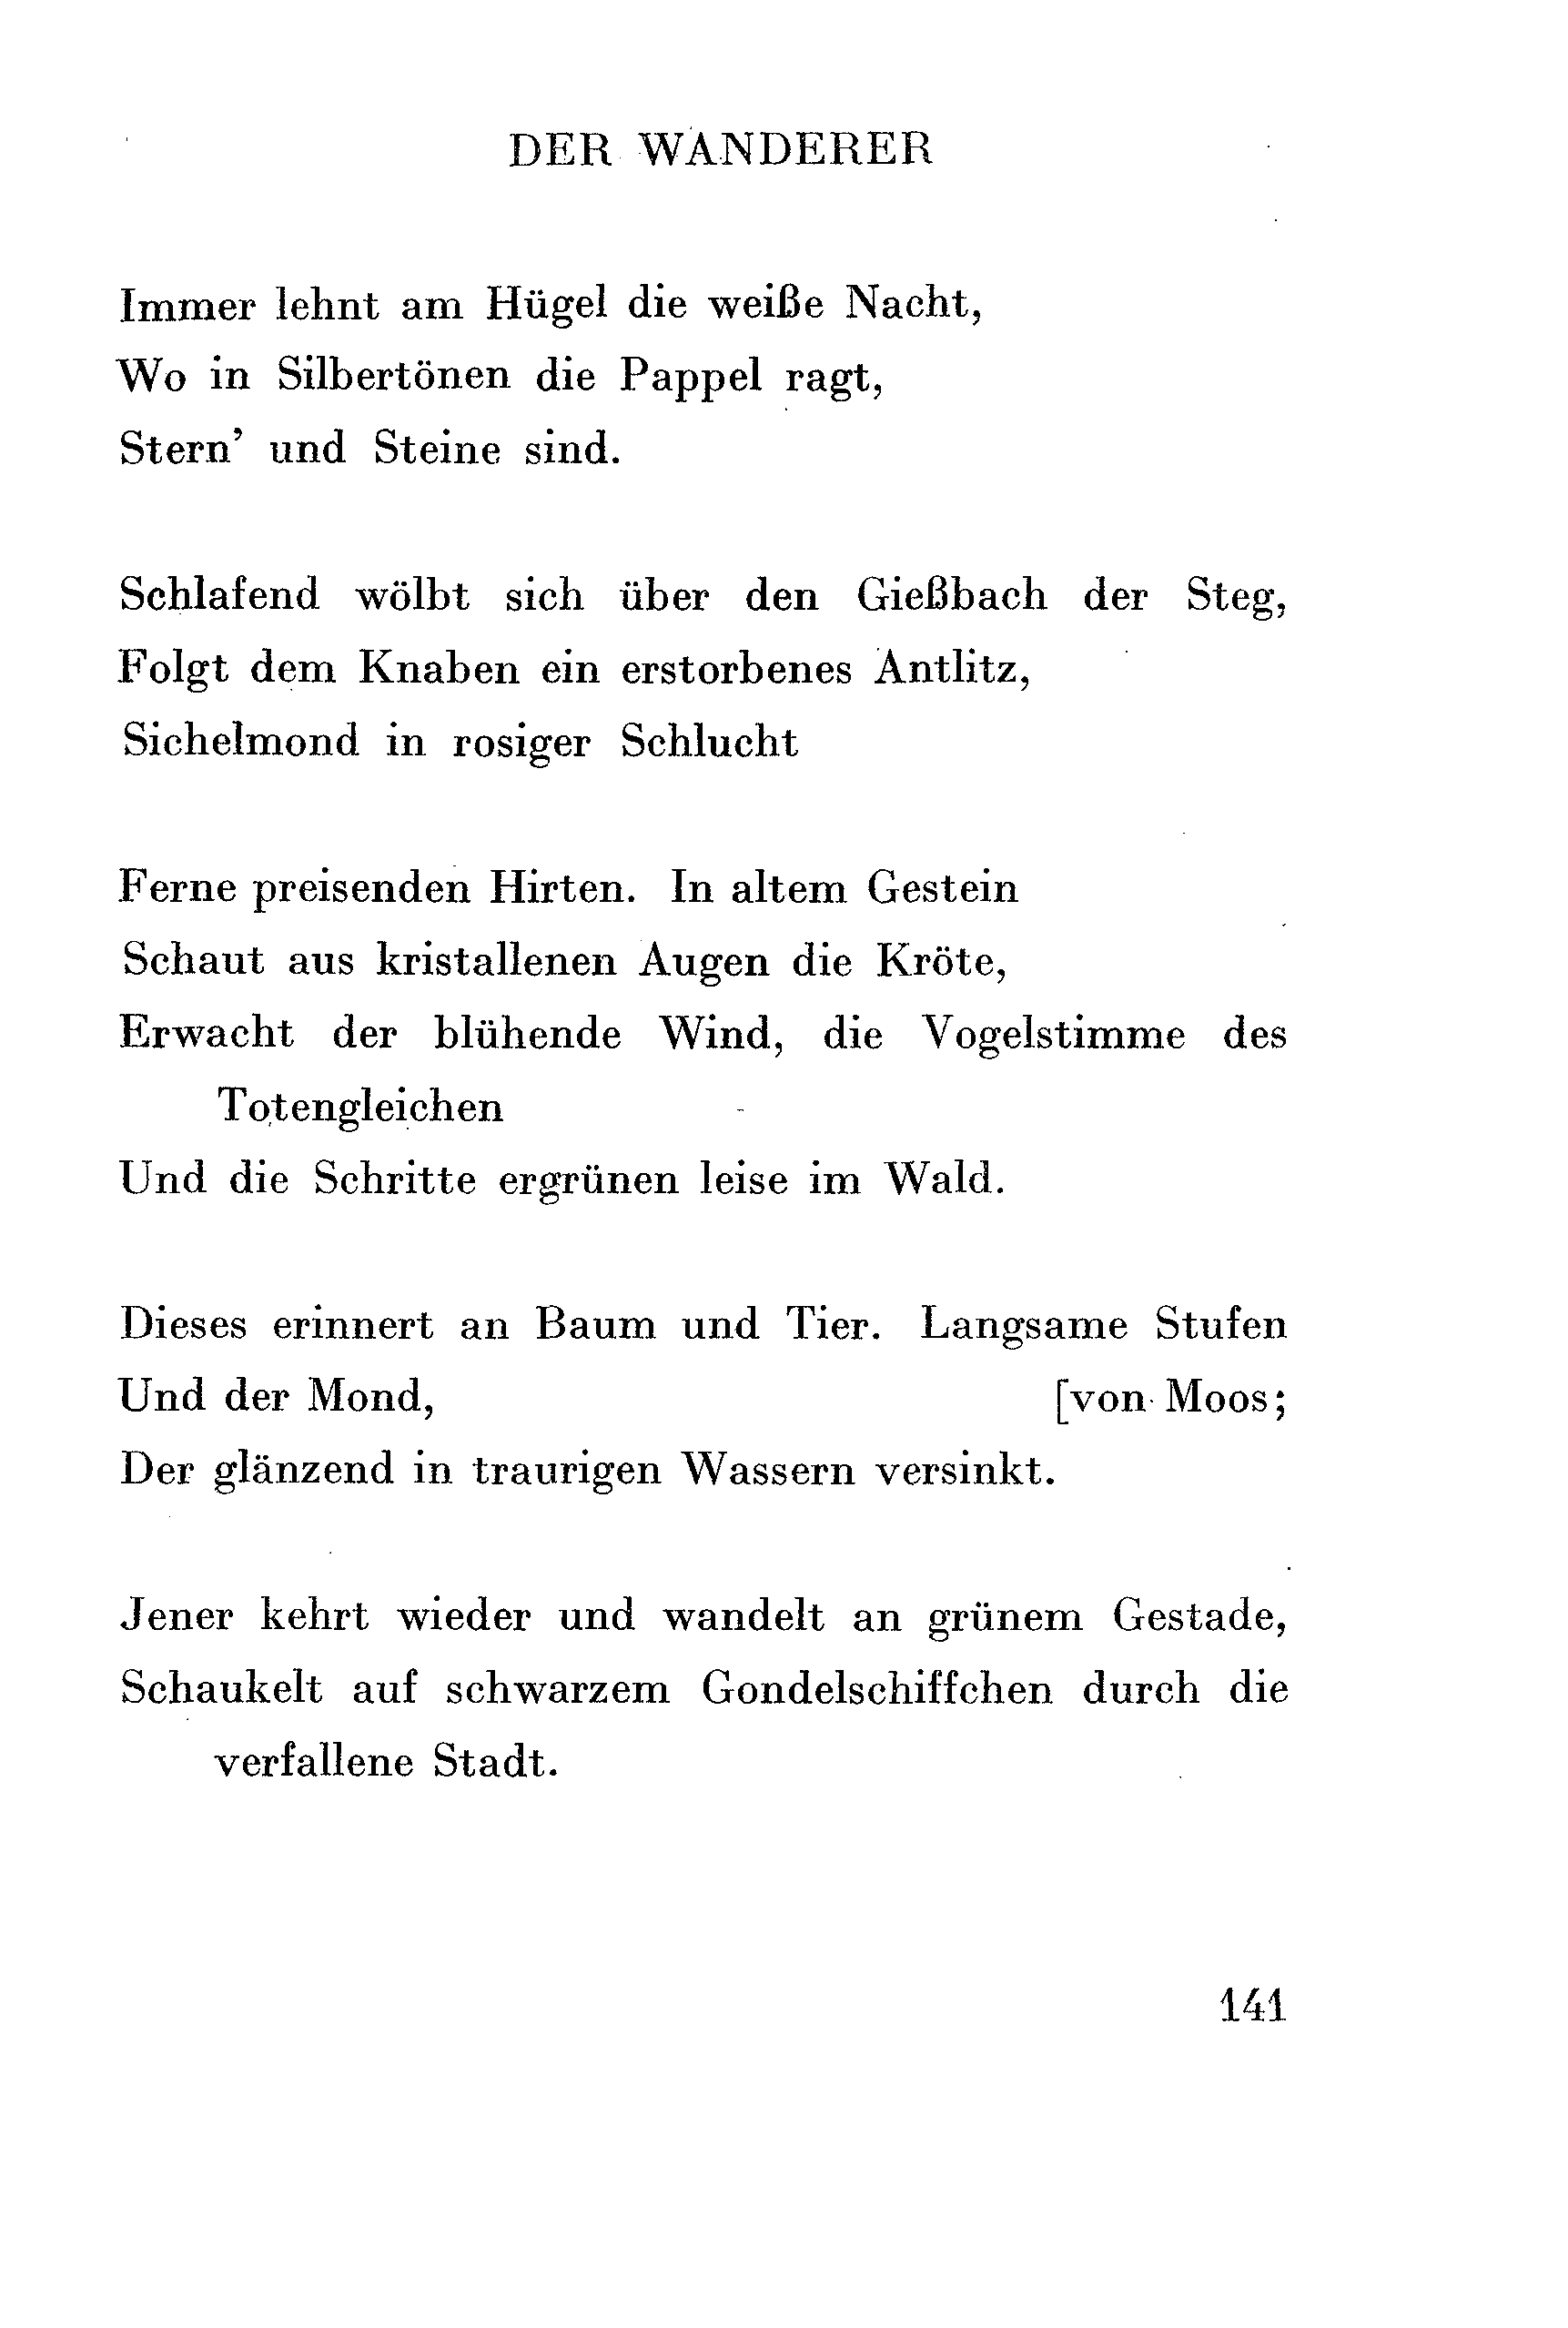 DER WANDERER
Immer lehnt am Hügel die weiße Nacht,
Wo in Silbertönen die Pappel ragt,
Stern’ und Steine sind.
Schlafend wölbt sich über den Gießbach der Steg,
Folgt dem Knaben ein erstorbenes Antlitz,
Sichelmond in rosiger Schlucht
Ferne preisenden Hirten. In altem Gestein
Schaut aus kristallenen Augen die Kröte,
Erwacht der blühende Wind, die Vogelstimme des
Totengleichen
Und die Schritte ergrünen leise im Wald.
Dieses erinnert an Baum und Tier. Langsame Stufen
Und der Mond, [von Moos;
Der glänzend in traurigen Wassern versinkt.
Jener kehrt wieder und wandelt an grünem Gestade,
Schaukelt auf schwarzem Gondelschiffchen durch die
verfallene Stadt.
141